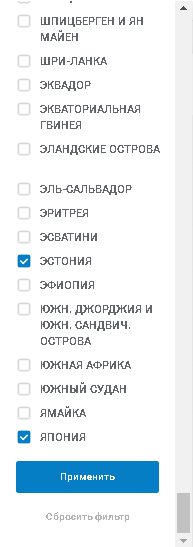 ШПИЦБЕРГЕН И ЯН
МАЙЕН
ШРИ-ЛАНКА
ЭКВАДОР
ЭКВАТОРИАЛЬНАЯ
ГВИНЕЯ
ЭЛАНДСКИЕ ОСТРОВА
ЭЛЬ-САЛЬВАДОР
ЭРИТРЕЯ
ЭСВАТИНИ
ЭСТОНИЯ
ЭФИОПИЯ
ЮЖН. ДЖОРДЖИЯ И
ЮЖН. САНДВИЧ.
ОСТРОВА
ЮЖНАЯ АФРИКА
ЮЖНЫЙ СУДАН
ЯМАЙКА
ЯПОНИЯ
Применить
Сбросить фильтр